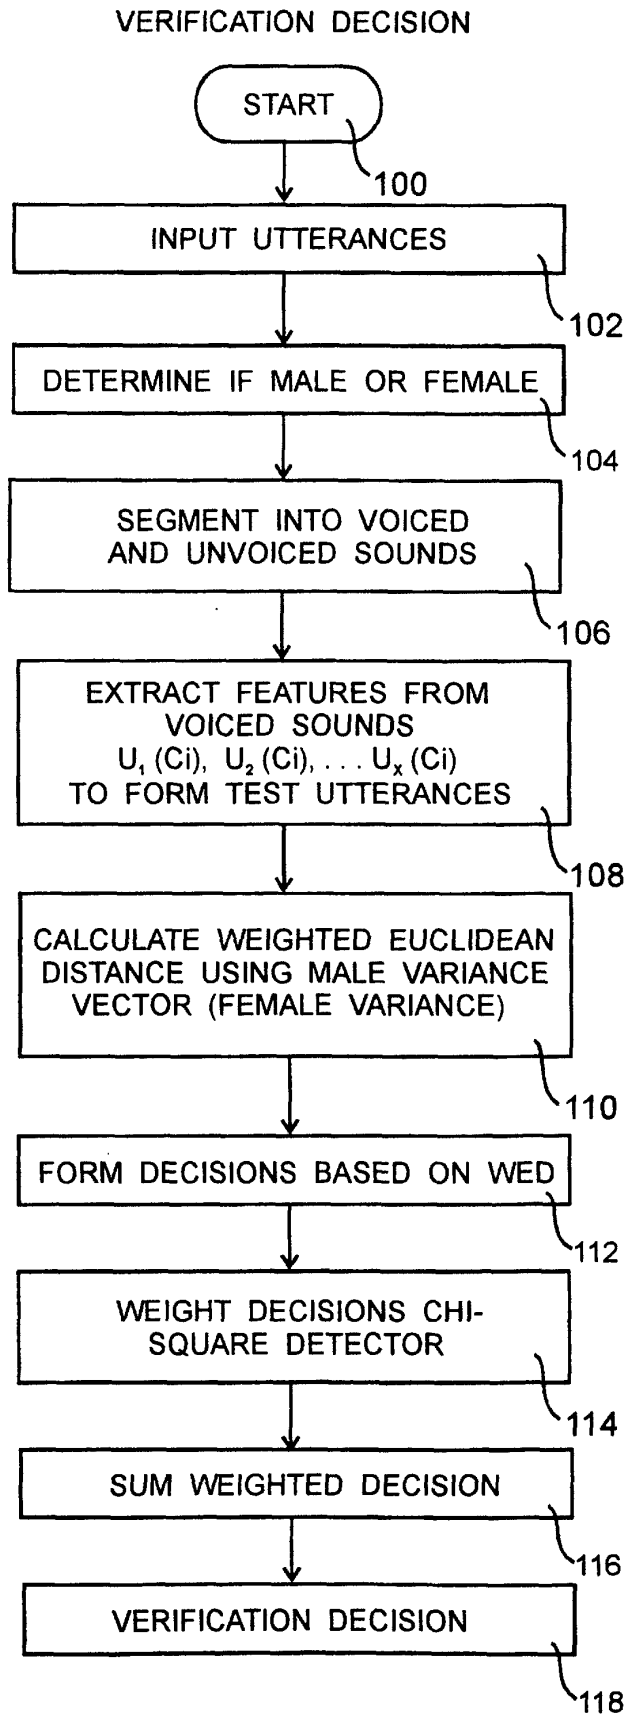 VERIFICATION DECISION
START
100
INPUT UTTERANCES
102
DETERMINE IF MALE OR FEMALE
104
SEGMENT INTO VOICED
AND UNVOICED SOUNDS
106
EXTRACT FEATURES FROM
VOICED SOUNDS
U₁ (Ci), U₂ (Ci), ... Uₓ (Ci)
TO FORM TEST UTTERANCES
108
CALCULATE WEIGHTED EUCLIDEAN
DISTANCE USING MALE VARIANCE
VECTOR (FEMALE VARIANCE)
110
FORM DECISIONS BASED ON WED
112
WEIGHT DECISIONS CHI-
SQUARE DETECTOR
114
SUM WEIGHTED DECISION
116
VERIFICATION DECISION
118